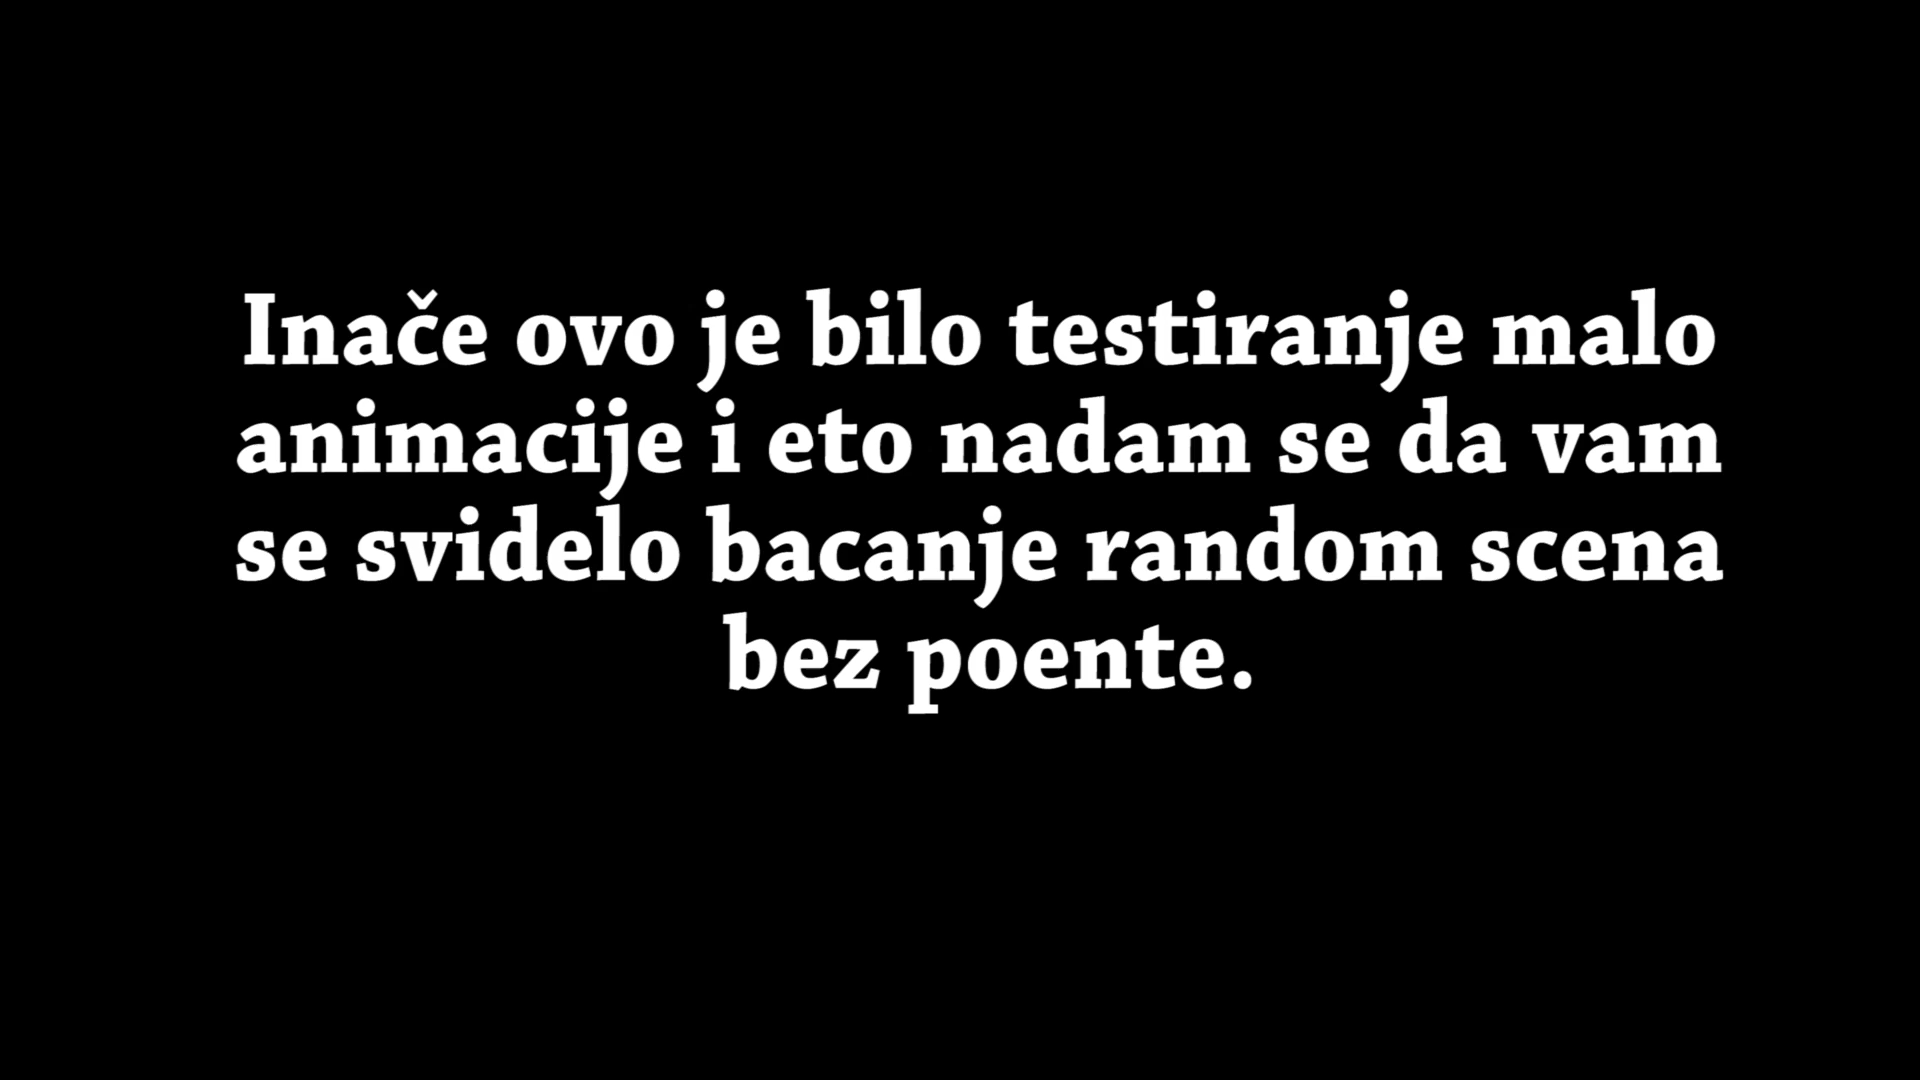 Inače ovo je bilo testiranje malo
animacije i eto nadam se da vam
se svidelo bacanje random scena
bez poente.